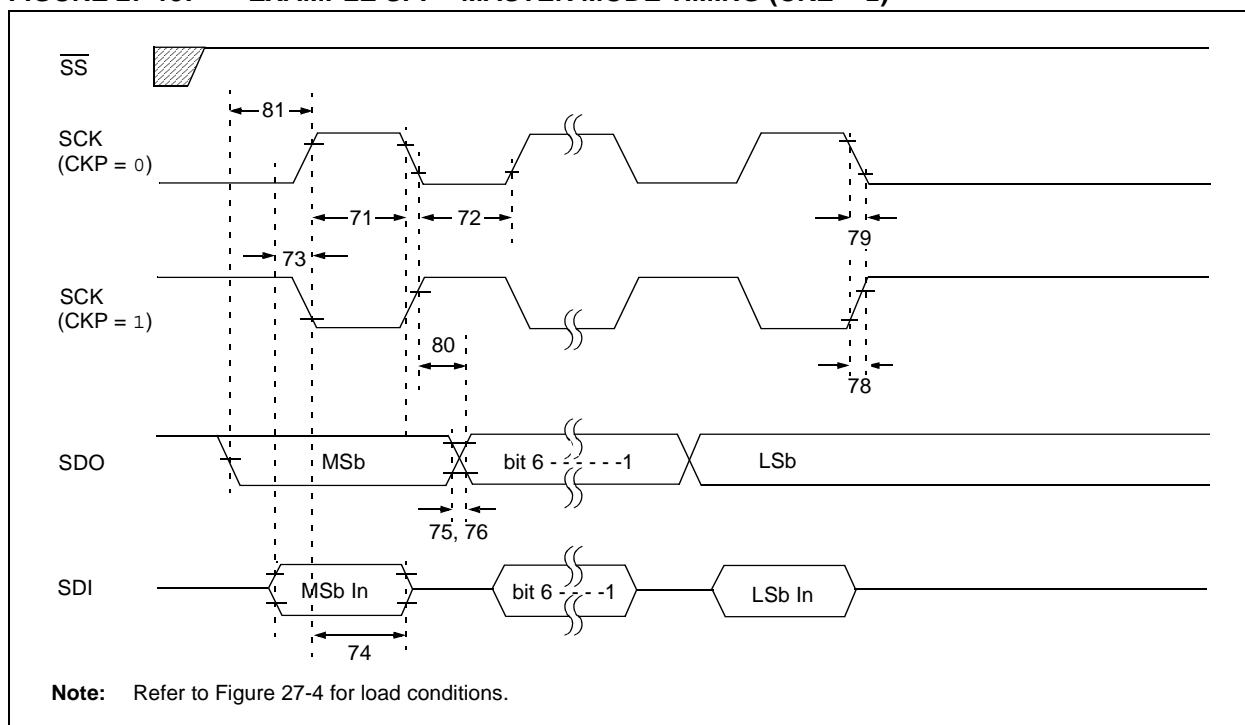 SS
81
SCK
(CKP = 0)
71
72
79
73
SCK
(CKP = 1)
80
78
SDO
MSb
bit 6 - - - - - -1
LSb
75, 76
SDI
MSb In
bit 6 - - - -1
LSb In
74
Note: Refer to Figure 27-4 for load conditions.